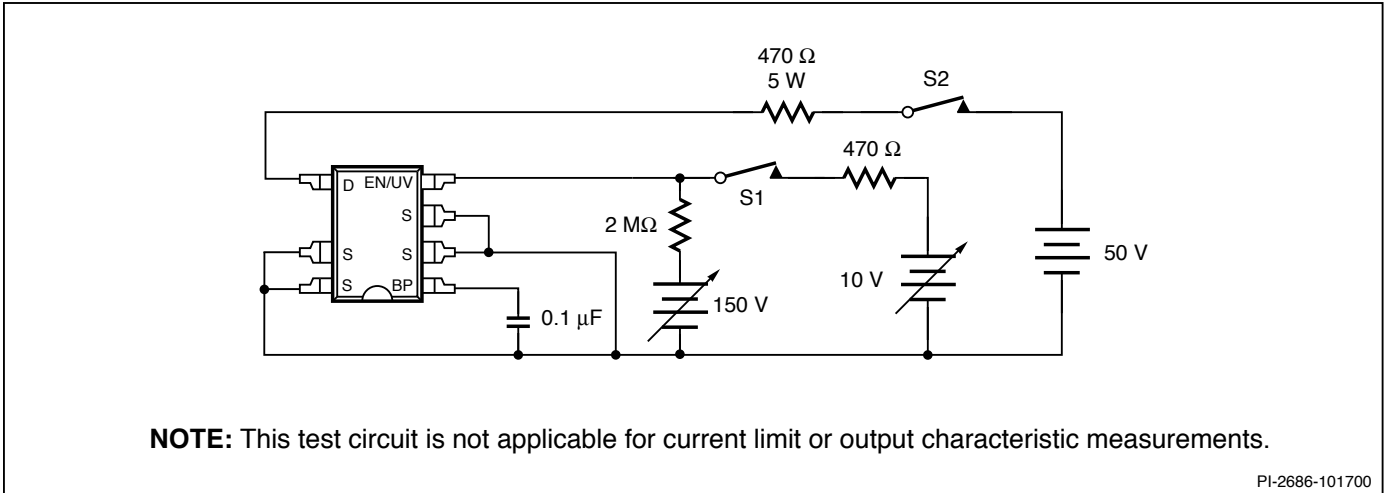 470 Ω
5 W
S2
470 Ω
D EN/UV
S1
S
2 MΩ
S S
50 V
10 V
S BP
150 V
0.1 μF
NOTE: This test circuit is not applicable for current limit or output characteristic measurements.
PI-2686-101700